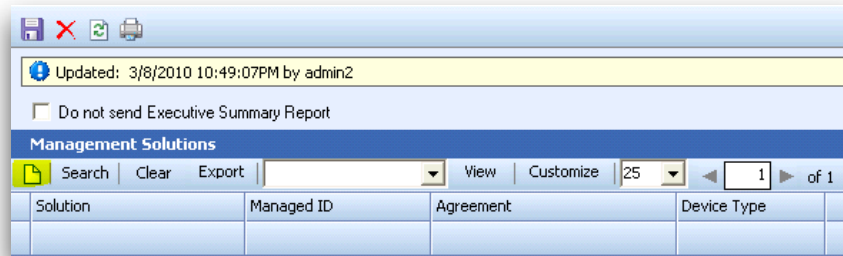 Updated: 3/8/2010 10:49:07PM by admin2
Do not send Executive Summary Report
Management Solutions
Search Clear Export View Customize 25 1 of 1
Solution Managed ID Agreement Device Type